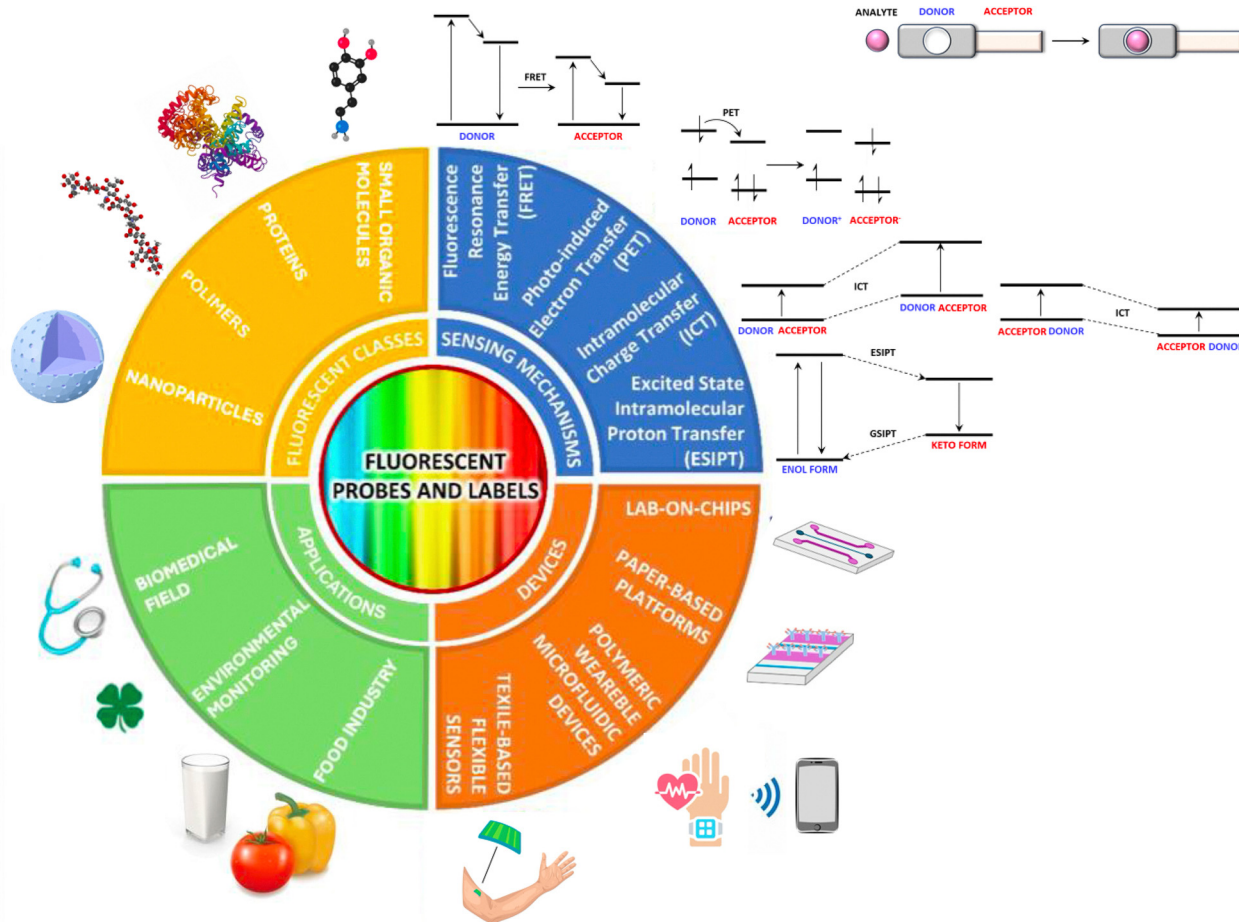 ANALYTE DONOR ACCEPTOR
FRET
DONOR ACCEPTOR
PET
DONOR ACCEPTOR DONOR⁺ ACCEPTOR⁻
ICT
DONOR ACCEPTOR
DONOR ACCEPTOR
ACCEPTOR DONOR
ICT
ACCEPTOR DONOR
ESIPT
GSIPT
ENOL FORM
KETO FORM
FLUORESCENT
PROBES AND LABELS
FLUORESCENT CLASSES
NANOPARTICLES
POLIMERS
PROTEINS
SMALL ORGANIC
MOLECULES
SENSING MECHANISMS
Fluorescence
Resonance
Energy Transfer
(FRET)
Photo-induced
Electron Transfer
(PET)
Intramolecular
Charge Transfer
(ICT)
Excited State
Intramolecular
Proton Transfer
(ESIPT)
DEVICES
LAB-ON-CHIPS
PAPER-BASED
PLATFORMS
POLYMERIC
WEAREBLE
MICROFLUIDIC
DEVICES
TEXILE-BASED
FLEXIBLE
SENSORS
APPLICATIONS
BIOMEDICAL
FIELD
ENVIRONMENTAL
MONITORING
FOOD INDUSTRY